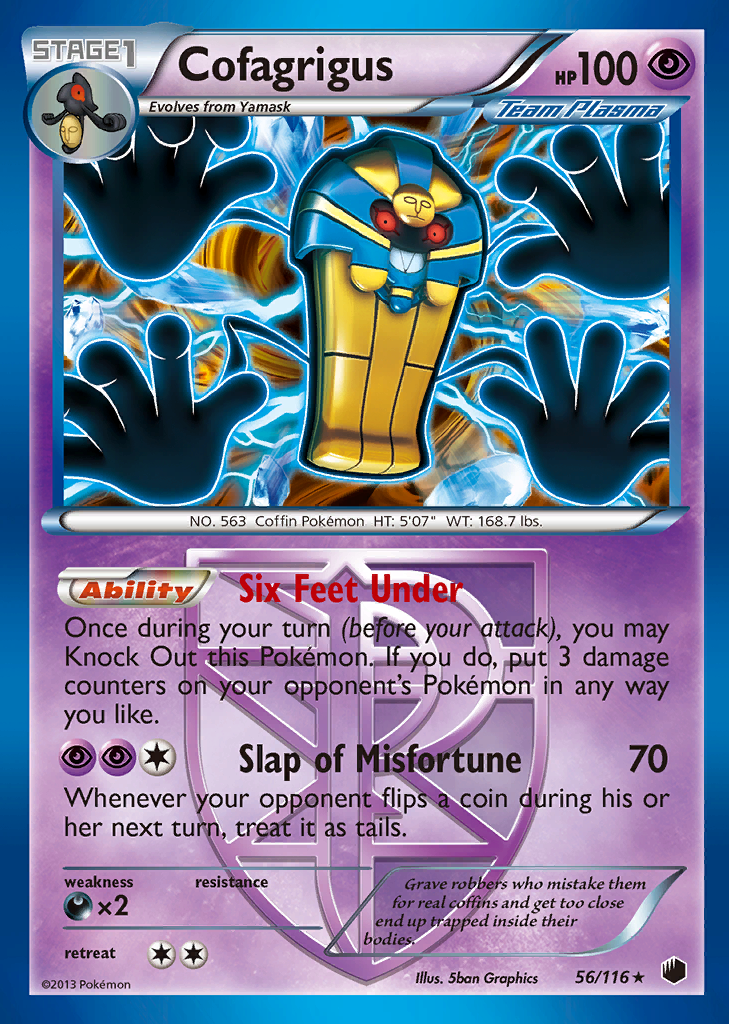 STAGE1
Cofagrigus
HP100
Evolves from Yamask
Team Plasma
NO. 563 Coffin Pokémon HT: 5'07" WT: 168.7 lbs.
Ability Six Feet Under
Once during your turn (before your attack), you may
Knock Out this Pokémon. If you do, put 3 damage
counters on your opponent's Pokémon in any way
you like.
Slap of Misfortune 70
Whenever your opponent flips a coin during his or
her next turn, treat it as tails.
weakness resistance
×2
Grave robbers who mistake them
for real coffins and get too close
end up trapped inside their
bodies.
retreat
©2013 Pokémon
Illus. 5ban Graphics
56/116★